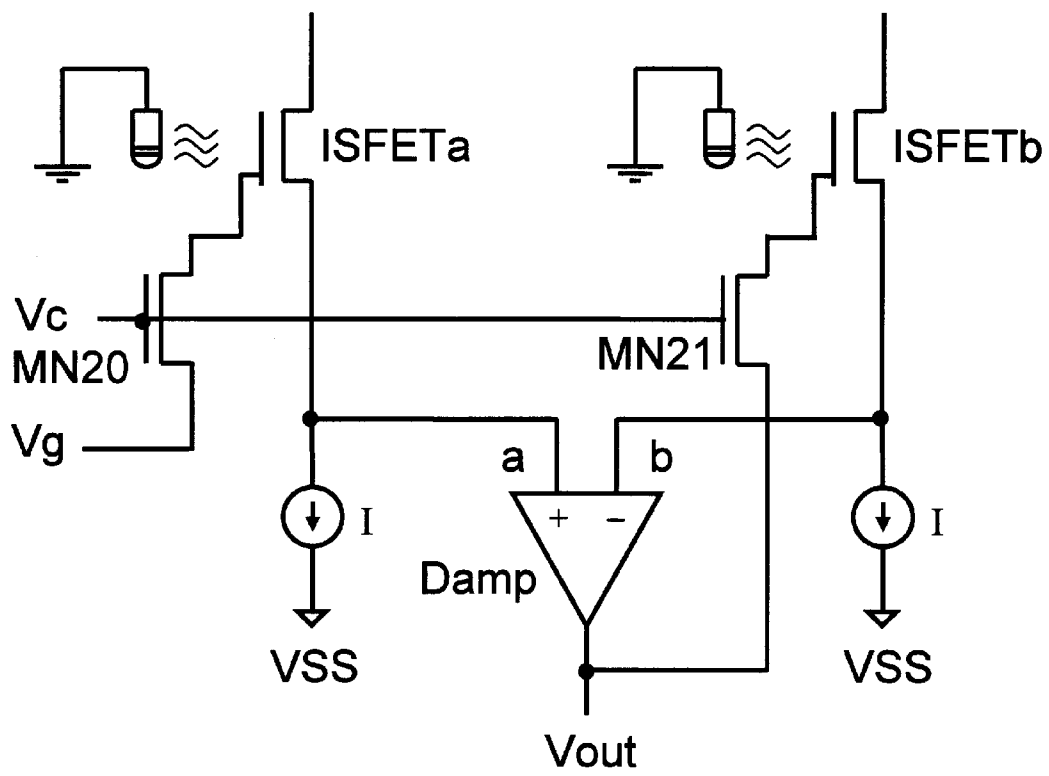 ISFETa
ISFETb
Vc
MN20
MN21
Vg
a
b
+
−
I
I
Damp
VSS
VSS
Vout